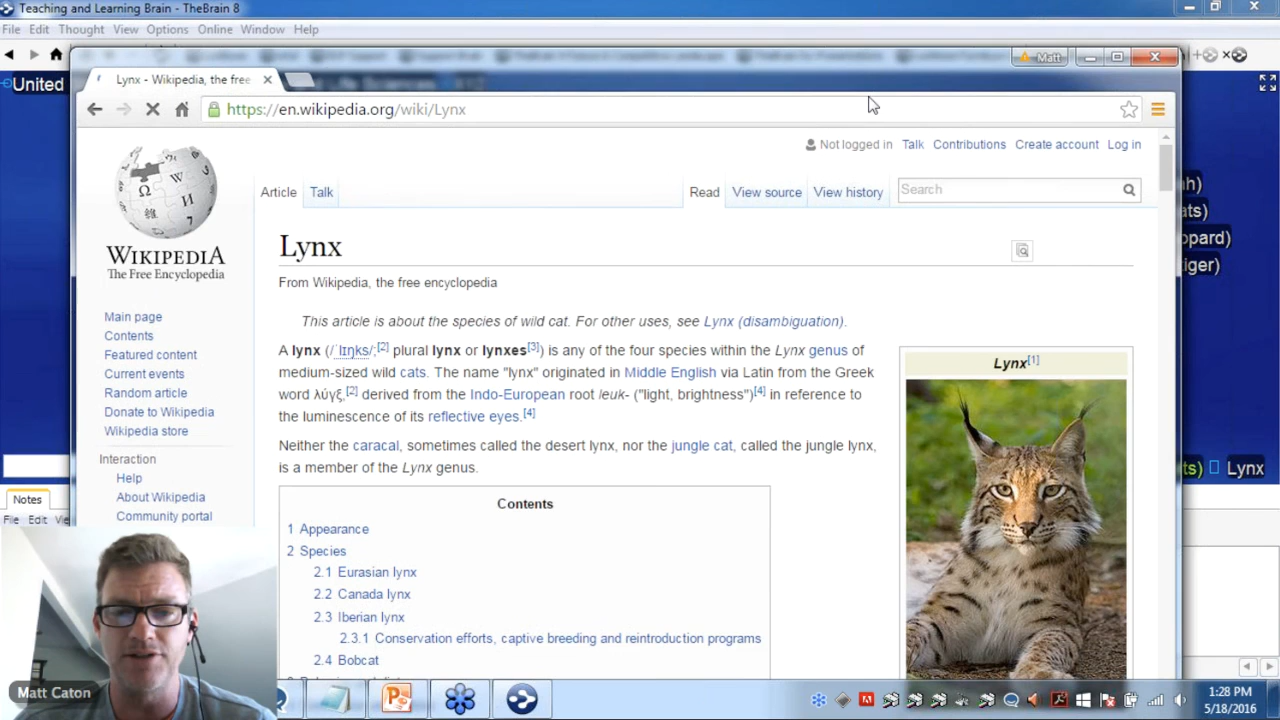 Teaching and Learning Brain - TheBrain 8
File Edit Thought View Options Online Window Help
United
Matt
Lynx - Wikipedia, the free
https://en.wikipedia.org/wiki/Lynx
Not logged in Talk Contributions Create account Log in
Article Talk Read View source View history Search
WIKIPEDIA
The Free Encyclopedia
Main page
Contents
Featured content
Current events
Random article
Donate to Wikipedia
Wikipedia store
Interaction
Help
About Wikipedia
Community portal
Lynx
From Wikipedia, the free encyclopedia
This article is about the species of wild cat. For other uses, see Lynx (disambiguation).
A lynx (/ˈlɪŋks/;[2] plural lynx or lynxes[3]) is any of the four species within the Lynx genus of
medium-sized wild cats. The name "lynx" originated in Middle English via Latin from the Greek
word λύγξ,[2] derived from the Indo-European root leuk- ("light, brightness")[4] in reference to
the luminescence of its reflective eyes.[4]
Neither the caracal, sometimes called the desert lynx, nor the jungle cat, called the jungle lynx,
is a member of the Lynx genus.
Contents
1 Appearance
2 Species
2.1 Eurasian lynx
2.2 Canada lynx
2.3 Iberian lynx
2.3.1 Conservation efforts, captive breeding and reintroduction programs
2.4 Bobcat
Lynx[1]
ah)
ats)
opard)
tiger)
ts) Lynx
Notes
File Edit Vie
Matt Caton
1:28 PM
5/18/2016